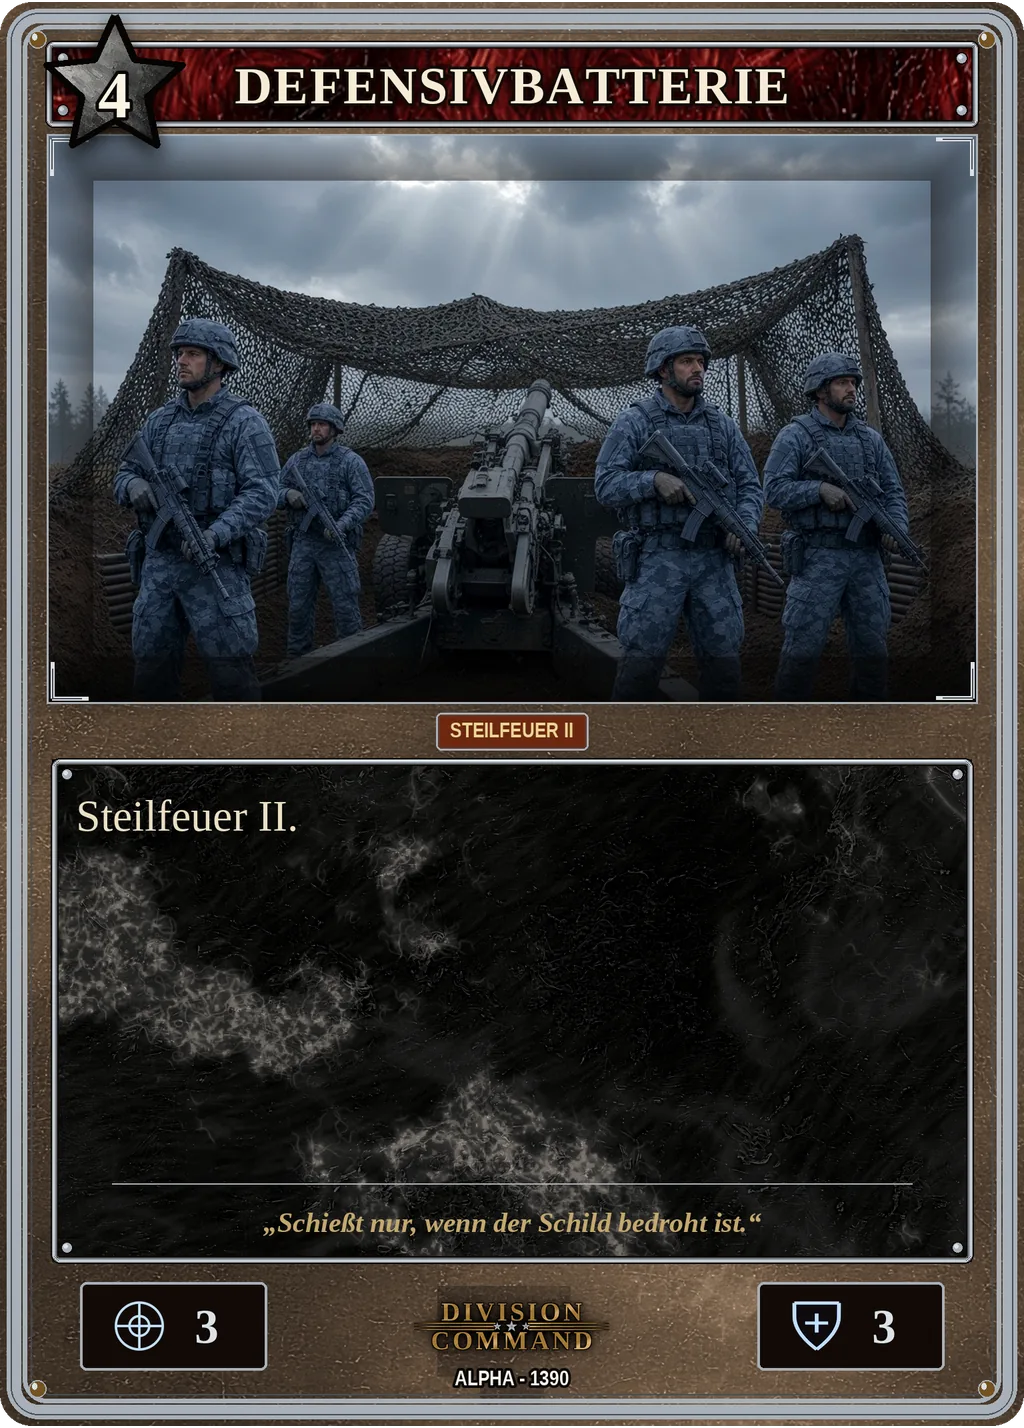 4
DEFENSIVBATTERIE
STEILFEUER II
Steilfeuer II.
„Schießt nur, wenn der Schild bedroht ist.“
3
DIVISION
COMMAND
ALPHA - 1390
3